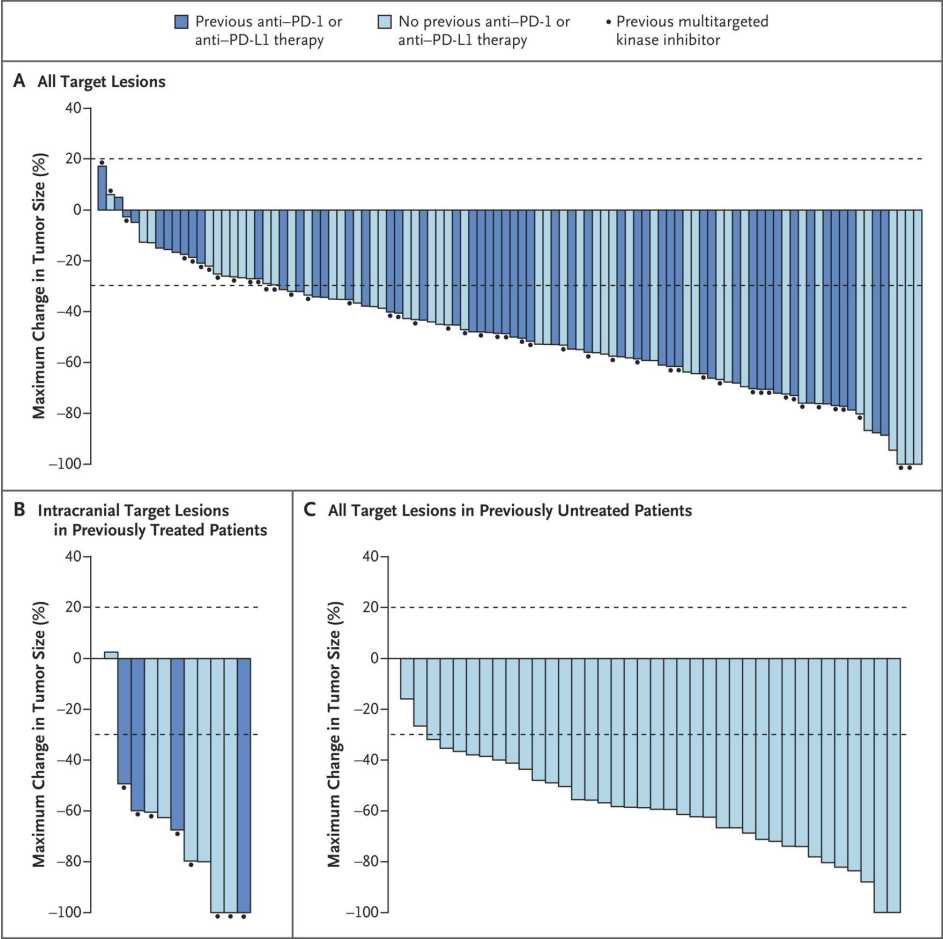 Previous anti–PD-1 or
anti–PD-L1 therapy
No previous anti–PD-1 or
anti–PD-L1 therapy
Previous multitargeted
kinase inhibitor
A All Target Lesions
Maximum Change in Tumor Size (%)
40
20
0
−20
−40
−60
−80
−100
B Intracranial Target Lesions
in Previously Treated Patients
Maximum Change in Tumor Size (%)
40
20
0
−20
−40
−60
−80
−100
C All Target Lesions in Previously Untreated Patients
Maximum Change in Tumor Size (%)
40
20
0
−20
−40
−60
−80
−100